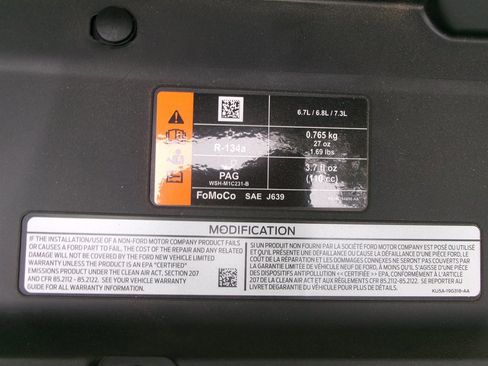 6.7L / 6.8L / 7.3L
R-134a
0.765 kg
27 oz
1.69 lbs
PAG
WSH-M1C231-B
3.7 fl oz
(110 cc)
FoMoCo SAE J639
MODIFICATION
IF THE INSTALLATION/USE OF A NON-FORD MOTOR COMPANY PRODUCT FAILS
OR CAUSES A FORD PART TO FAIL, THE COST OF THE REPAIR AND ANY RELATED
DAMAGE WILL NOT BE COVERED BY THE FORD NEW VEHICLE LIMITED
WARRANTY UNLESS THE PRODUCT IS AN EPA "CERTIFIED"
EMISSIONS PRODUCT UNDER THE CLEAN AIR ACT, SECTION 207
AND CFR 85.2112 - 85.2122. SEE YOUR WARRANTY
GUIDE FOR ALL WARRANTY INFORMATION.
SI UN PRODUIT NON FOURNI PAR LA SOCIÉTÉ FORD MOTOR COMPANY EST UTILISÉ
ET QU'IL PRÉSENTE UNE DÉFAILLANCE OU CAUSE LA DÉFAILLANCE D'UNE
PIÈCE FORD, LES COÛTS DE RÉPARATION ET DE DOMMAGES CONNEXES NE SERONT PAS COUVERTS
PAR LA GARANTIE LIMITÉE DE VÉHICULE NEUF DE FORD, À MOINS QU'IL S'AGISSE D'UNE PIÈCE
DES DISPOSITIFS ANTIPOLLUTION << CERTIFIÉE >> EPA, CONFORMÉMENT À LA SECTION
207 DE LA CLEAN AIR ACT ET AUX RÈGLEMENTS CFR 85.2112-85.2122. SE REPORTER AU
LIVRET DE GARANTIE DU VÉHICULE POUR PLUS DE DÉTAILS.
KU5A-19G318-AA